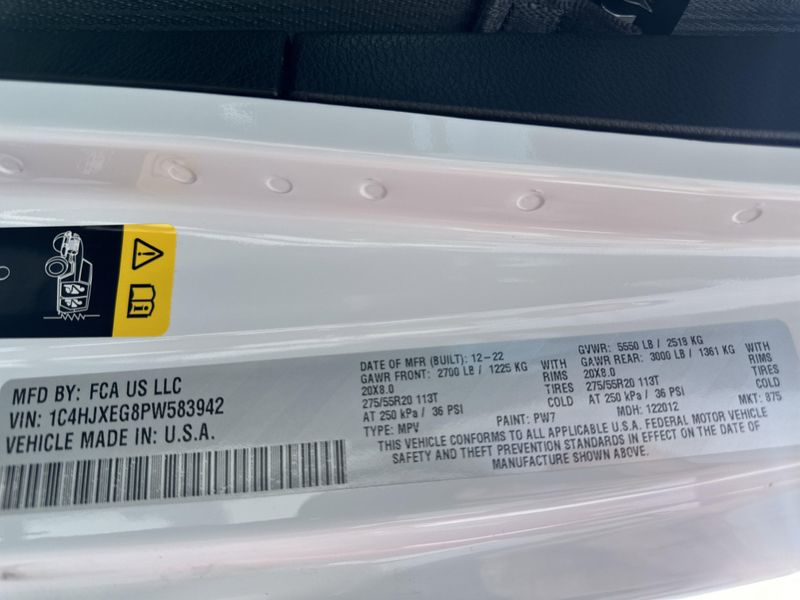 MFD BY: FCA US LLC
VIN: 1C4HJXEG8PW583942
VEHICLE MADE IN: U.S.A.
DATE OF MFR (BUILT): 12-22
GAWR FRONT: 2700 LB / 1225 KG WITH
20X8.0 RIMS
275/55R20 113T TIRES
AT 250 kPa / 36 PSI COLD
TYPE: MPV
GVWR: 5550 LB / 2518 KG
GAWR REAR: 3000 LB / 1361 KG WITH
20X8.0 RIMS
275/55R20 113T TIRES
AT 250 kPa / 36 PSI COLD
PAINT: PW7 MDH: 122012 MKT: 875
THIS VEHICLE CONFORMS TO ALL APPLICABLE U.S.A. FEDERAL MOTOR VEHICLE
SAFETY AND THEFT PREVENTION STANDARDS IN EFFECT ON THE DATE OF
MANUFACTURE SHOWN ABOVE.